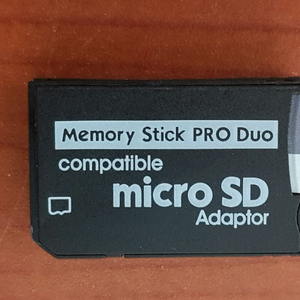 Memory Stick PRO Duo
compatible
micro SD
Adaptor